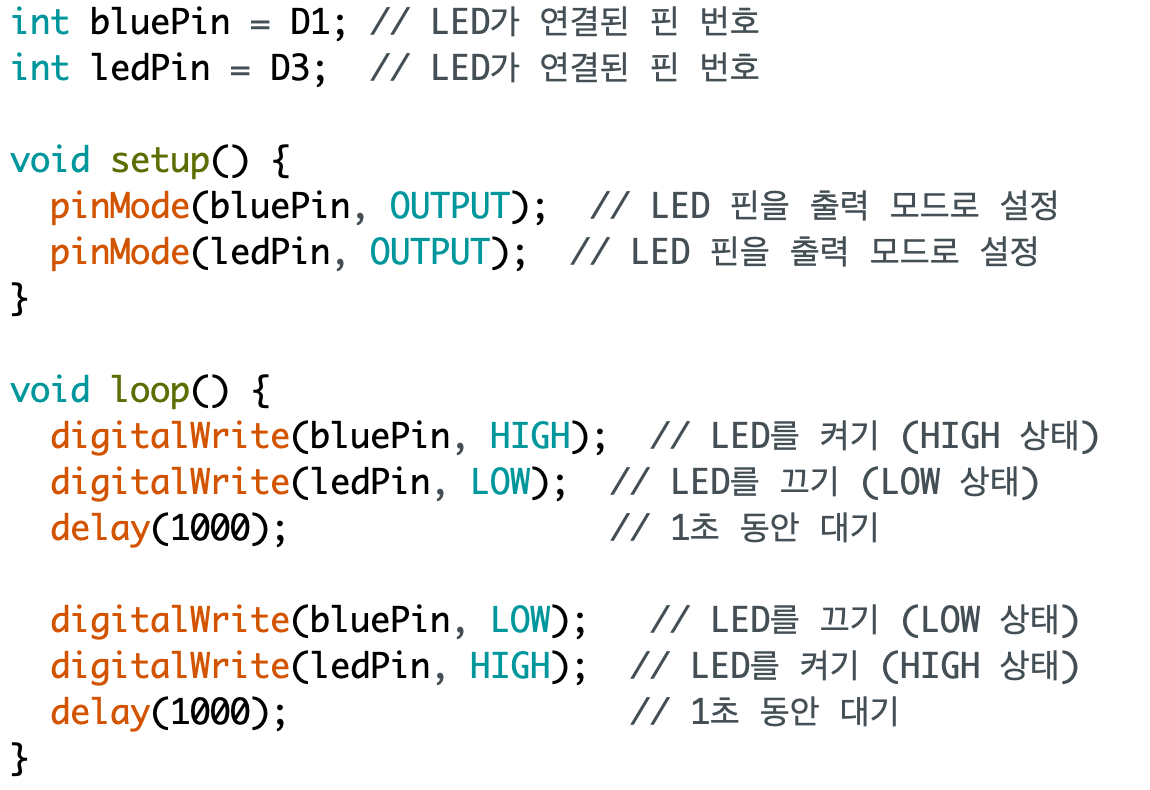 int bluePin = D1; // LED가 연결된 핀 번호
int ledPin = D3;  // LED가 연결된 핀 번호

void setup() {
  pinMode(bluePin, OUTPUT);  // LED 핀을 출력 모드로 설정
  pinMode(ledPin, OUTPUT);  // LED 핀을 출력 모드로 설정
}

void loop() {
  digitalWrite(bluePin, HIGH);  // LED를 켜기 (HIGH 상태)
  digitalWrite(ledPin, LOW);  // LED를 끄기 (LOW 상태)
  delay(1000);                // 1초 동안 대기

  digitalWrite(bluePin, LOW);   // LED를 끄기 (LOW 상태)
  digitalWrite(ledPin, HIGH);  // LED를 켜기 (HIGH 상태)
  delay(1000);                 // 1초 동안 대기
}